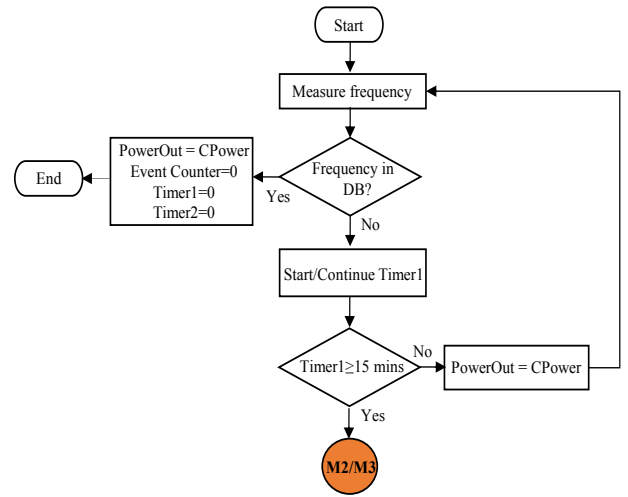 Start
Measure frequency
Frequency in
DB?
Yes
No
PowerOut = CPower
Event Counter=0
Timer1=0
Timer2=0
End
Start/Continue Timer1
Timer1≥15 mins
No
PowerOut = CPower
Yes
M2/M3